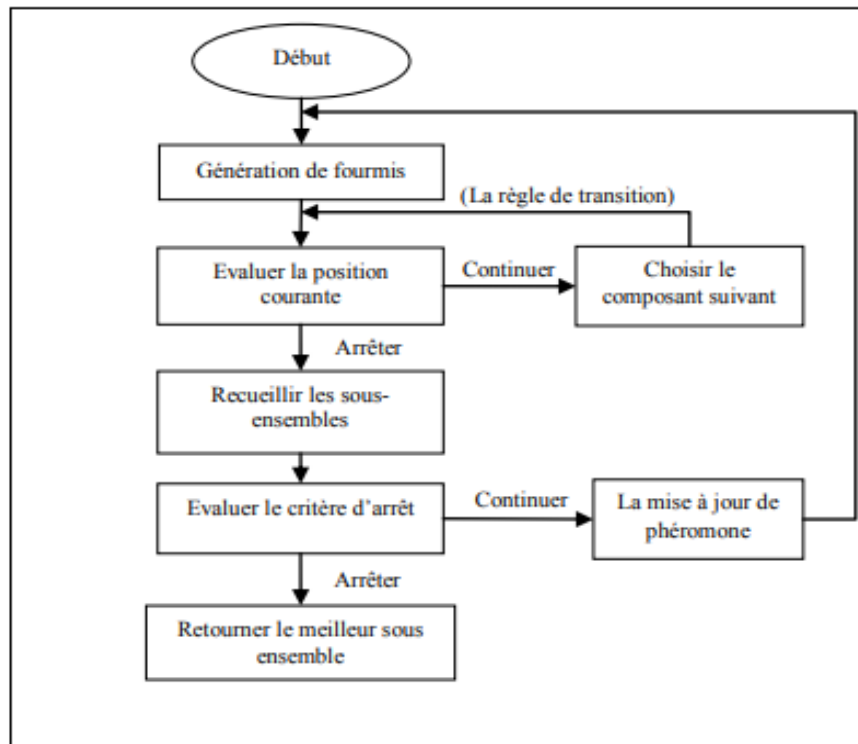 Début
Génération de fourmis
(La règle de transition)
Evaluer la position
courante
Continuer
Choisir le
composant suivant
Arrêter
Recueillir les sous-
ensembles
Evaluer le critère d'arrêt
Continuer
La mise à jour de
phéromone
Arrêter
Retourner le meilleur sous
ensemble